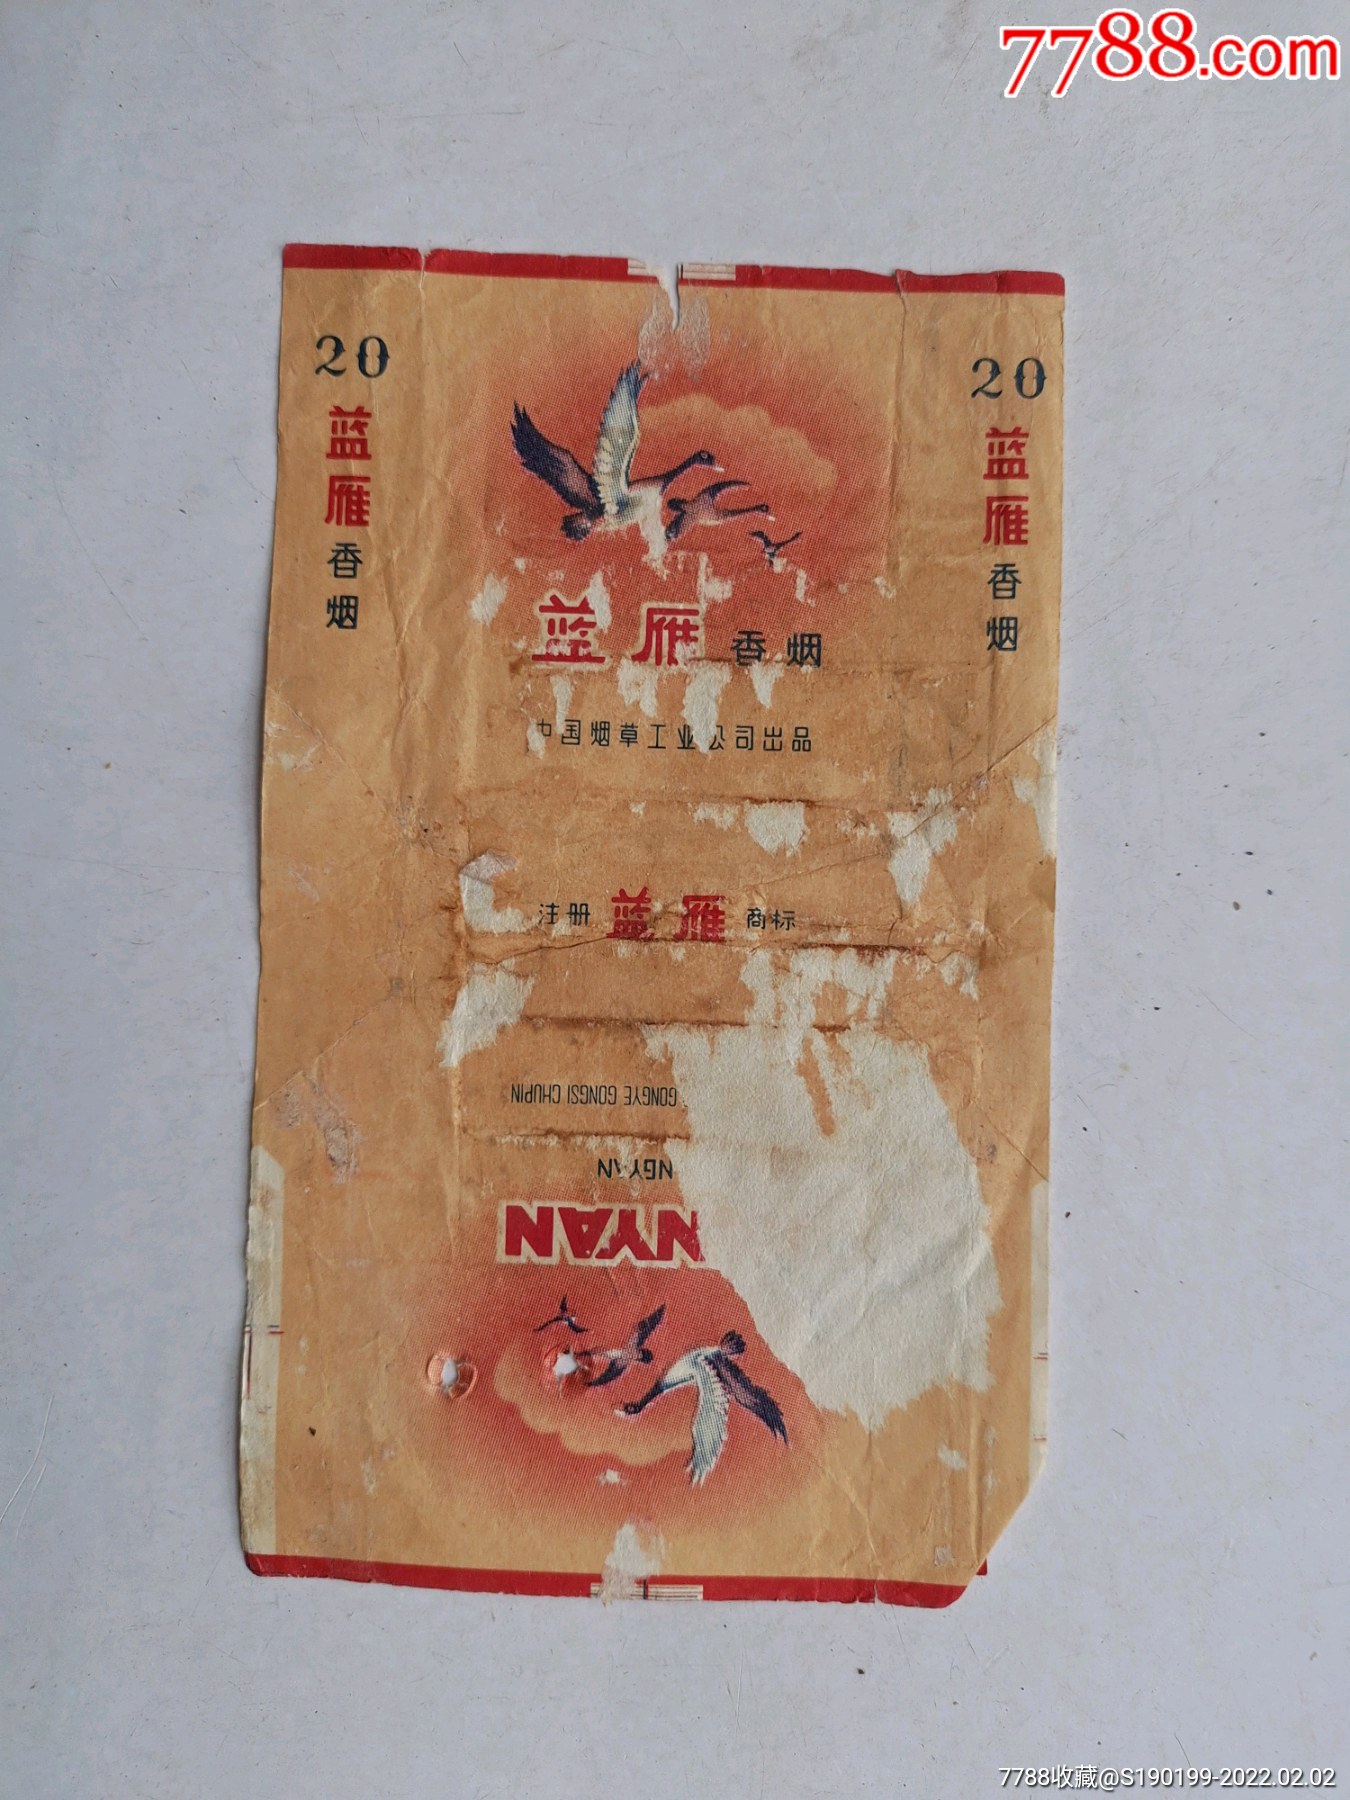 7788.com
20
蓝雁
香烟
20
蓝雁
香烟
蓝雁 香烟
中国烟草工业公司出品
注册 蓝雁 商标
GONGYE GONGSI CHUPIN
NGYAN
NYAN
7788收藏@S190199-2022.02.02